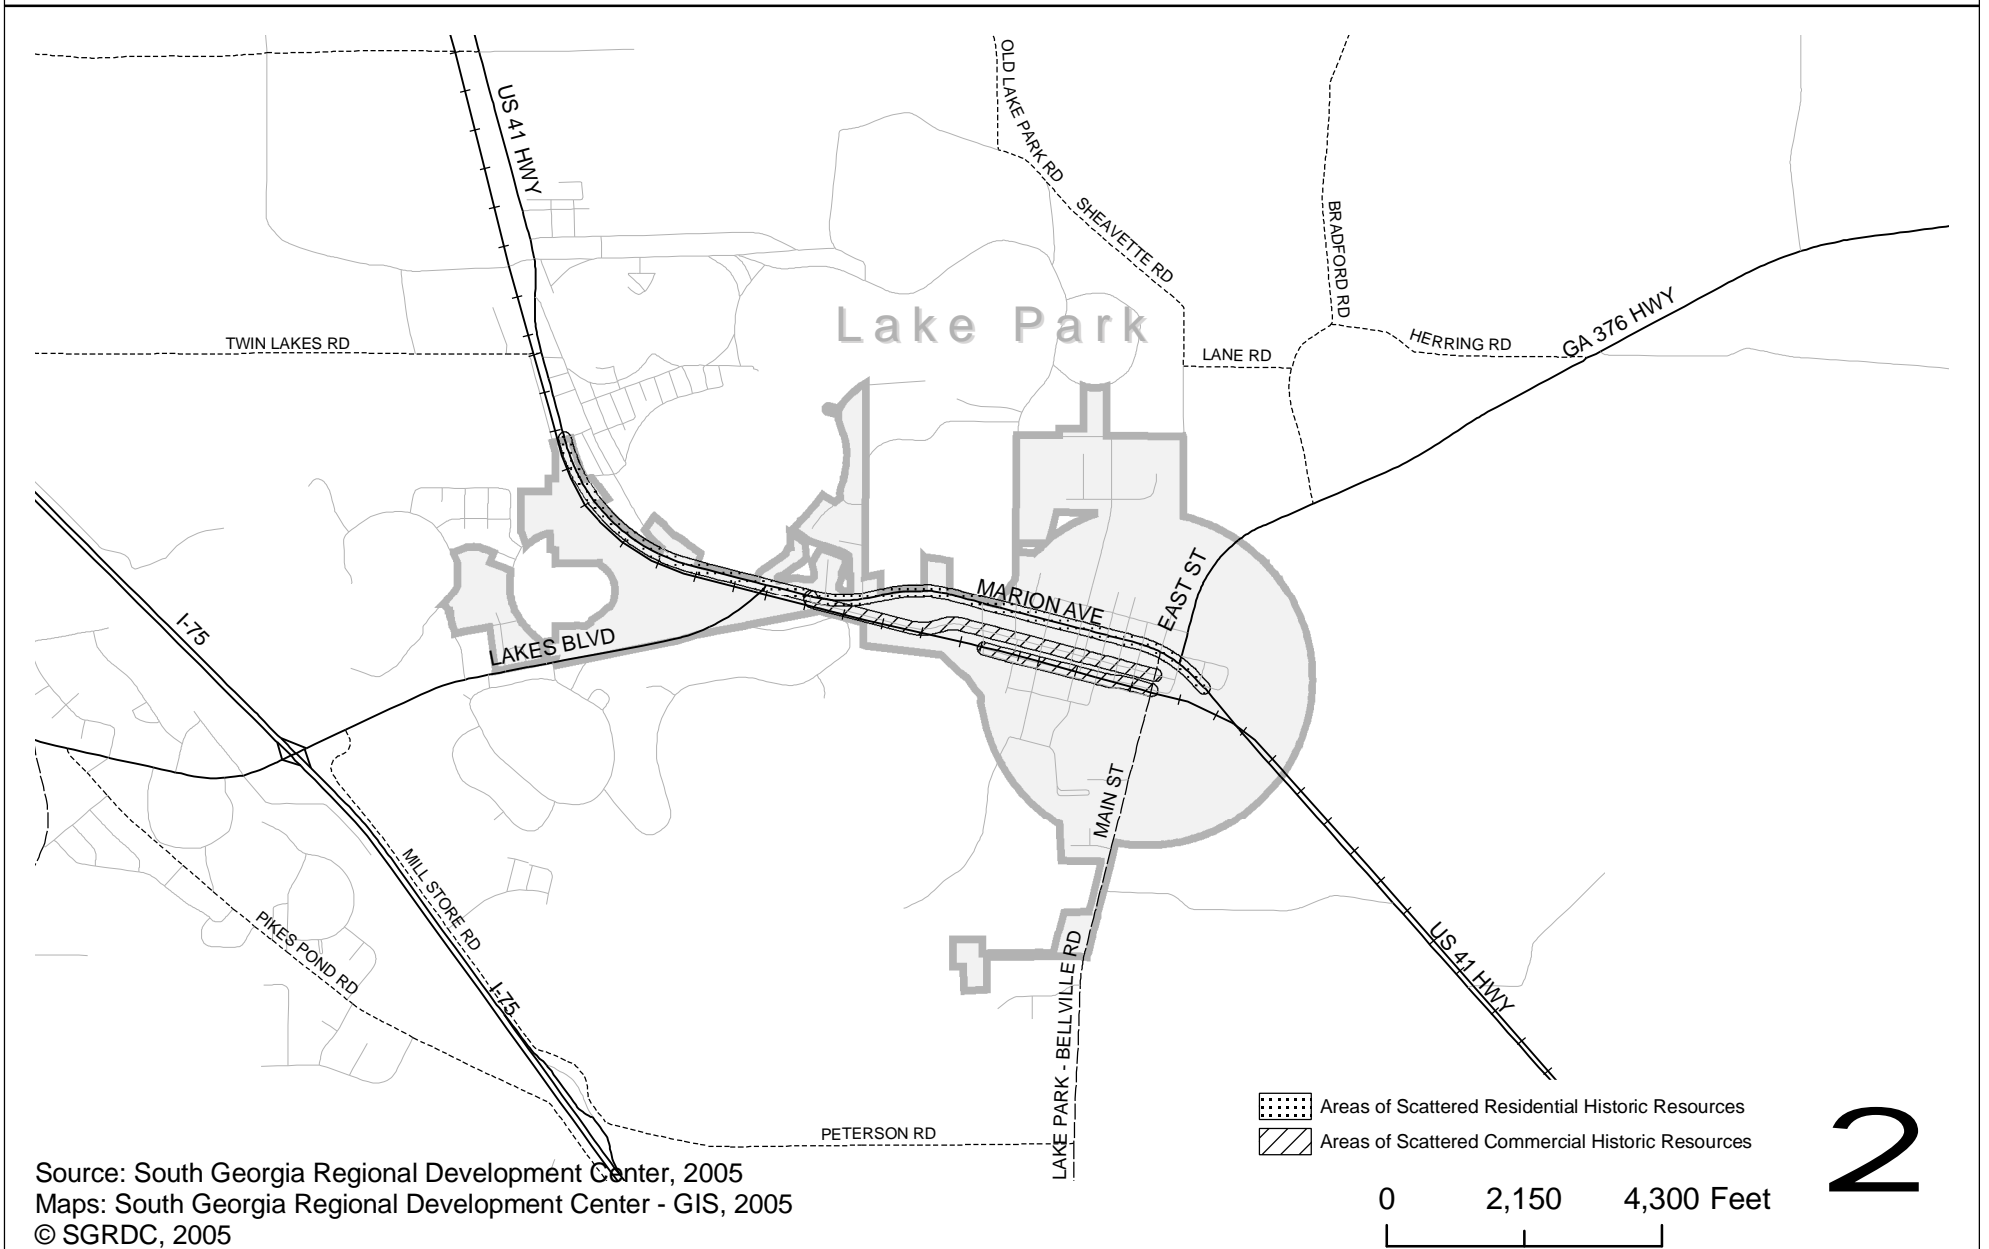 OLD LAKE PARK RD
US 41 HWY
SHEAVETTE RD
BRADFORD RD
Lake Park
GA 376 HWY
TWIN LAKES RD
HERRING RD
LANE RD
MARION AVE
EAST ST
I-75
LAKES BLVD
MAIN ST
MILL STORE RD
PIKES POND RD
I-75
US 41 HWY
LAKE PARK - BELLVILLE RD
PETERSON RD
Areas of Scattered Residential Historic Resources
Areas of Scattered Commercial Historic Resources
2
Source: South Georgia Regional Development Center, 2005
Maps: South Georgia Regional Development Center - GIS, 2005
© SGRDC, 2005
0 2,150 4,300 Feet